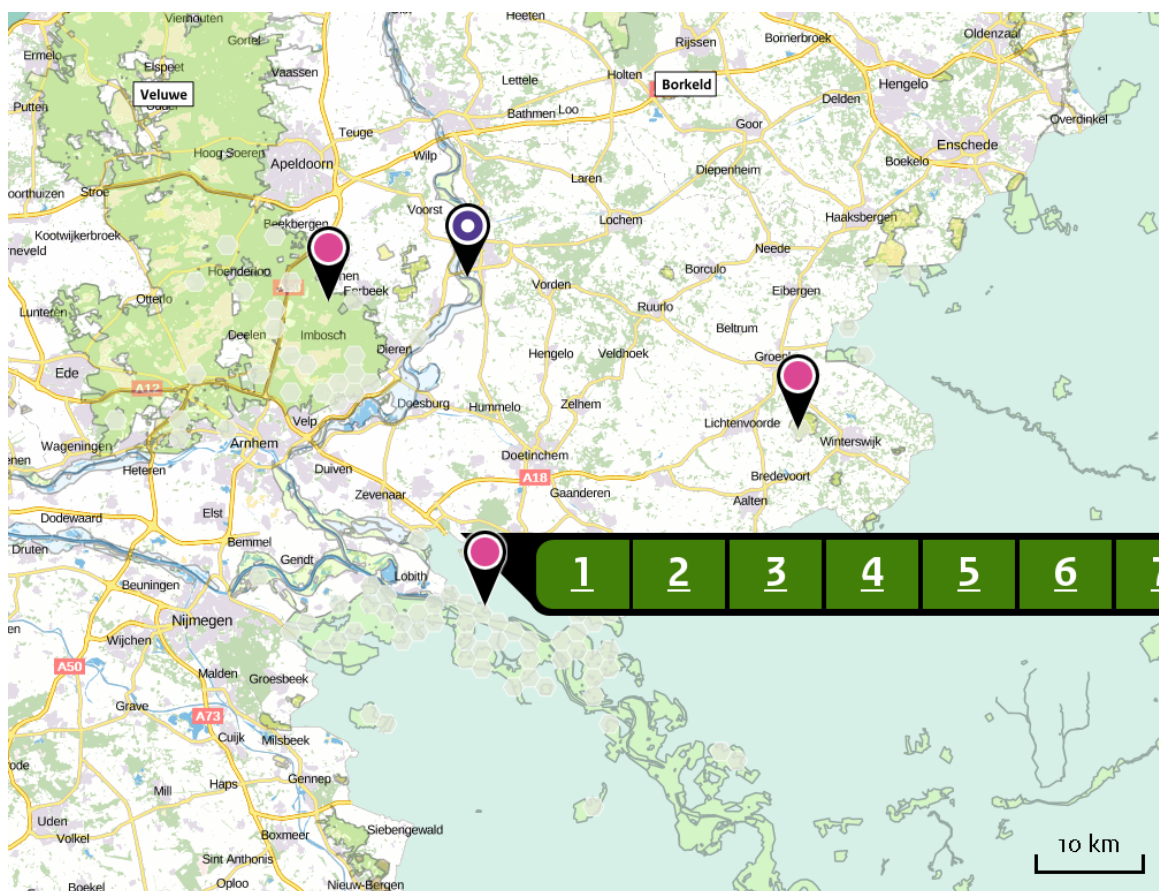 Vierhouten
Heeten
Gortel
Rijssen
Bornerbroek
Oldenzaal
Ermelo
Elspeet
Vaassen
Lettele
Holten
Borkeld
Hengelo
Veluwe
Putten
Bathmen
Loo
Delden
Teuge
Goor
Overdinkel
Hoog Soeren
Apeldoorn
Wilp
Enschede
Boekelo
Stroe
Laren
Diepenheim
Voorst
Lochem
Haaksbergen
Beekbergen
Kootwijkerbroek
Neede
Hoenderloo
Borculo
Eerbeek
Vorden
Eibergen
Otterlo
Ruurlo
Lunteren
Deelen
Imbosch
Beltrum
Dieren
Hengelo
Veldhoek
Ede
A12
Doesburg
Hummelo
Zelhem
Velp
Lichtenvoorde
Wageningen
Arnhem
Winterswijk
Doetinchem
Heteren
Duiven
A18
Bredevoort
Zevenaar
Gaanderen
Aalten
Elst
Dodewaard
Druten
Bemmel
Gendt
Lobith
1 2 3 4 5 6 7
Beuningen
Nijmegen
Wijchen
A50
Malden
Groesbeek
Grave
A73
Cuijk
Milsbeek
Gennep
Haps
Mill
Uden
Volkel
Boxmeer
Siebengewald
10 km
Sint Anthonis
Oploo
Boekel
Nieuw-Bergen